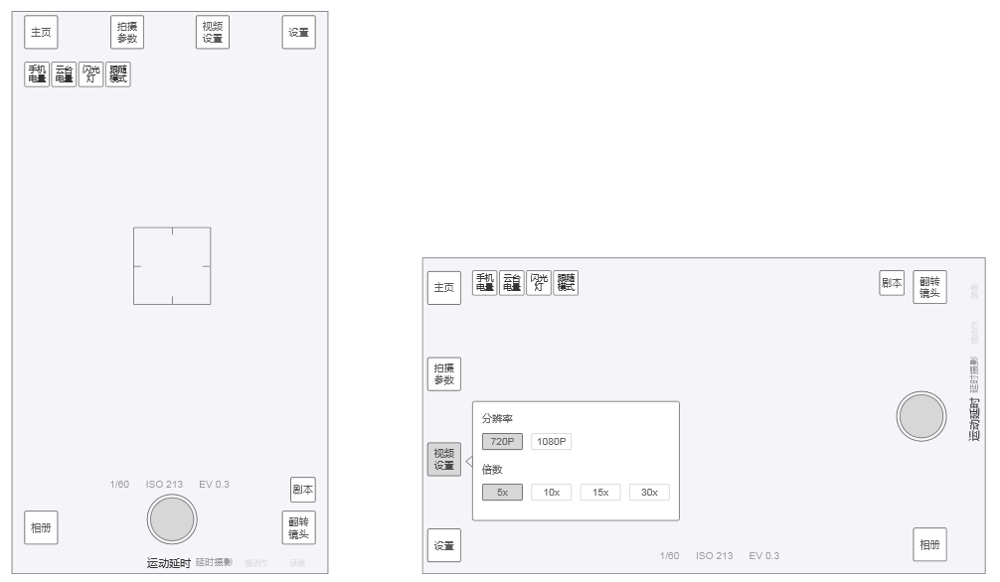 主页
拍摄
参数
视频
设置
设置
手机
电量
云台
电量
闪光
灯
跟随
模式
1/60 ISO 213 EV 0.3
剧本
相册
翻转
镜头
运动延时 延时摄影 慢动作 录像
主页
手机
电量
云台
电量
闪光
灯
跟随
模式
剧本
翻转
镜头
拍摄
参数
分辨率
720P 1080P
视频
设置
倍数
5x 10x 15x 30x
运动延时 延时摄影 慢动作
设置
1/60 ISO 213 EV 0.3
相册